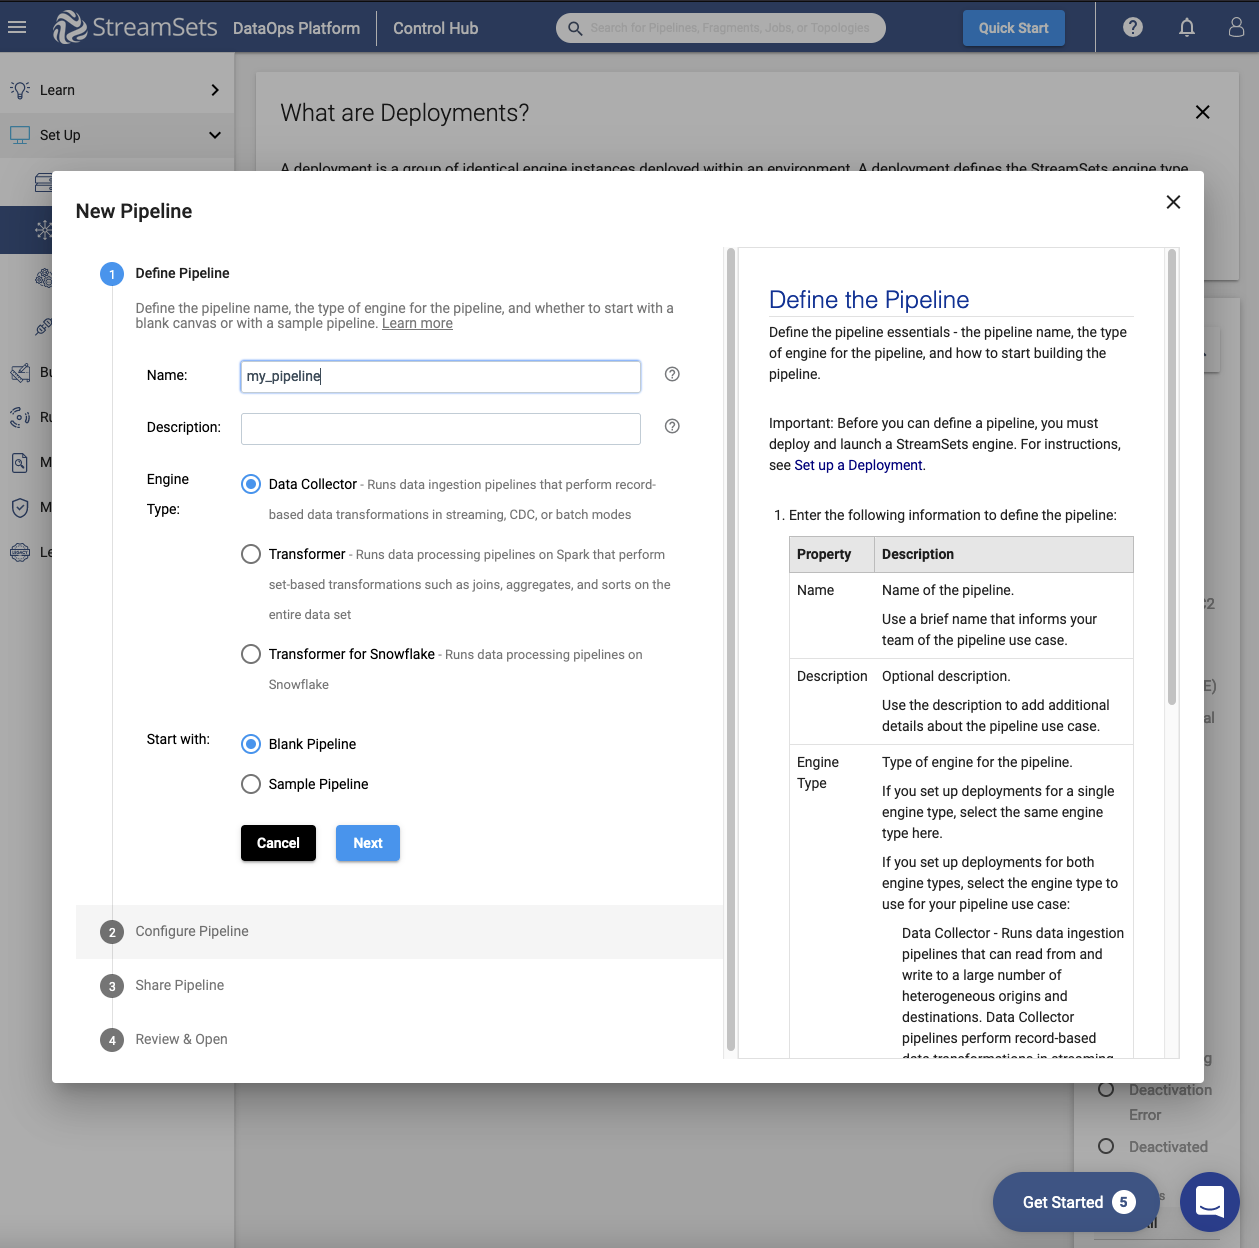 StreamSets DataOps Platform Control Hub
Search for Pipelines, Fragments, Jobs, or Topologies
Quick Start
Learn
Set Up
What are Deployments?
A deployment is a group of identical engine instances deployed within an environment. A deployment defines the StreamSets engine type,
New Pipeline
1 Define Pipeline
Define the pipeline name, the type of engine for the pipeline, and whether to start with a
blank canvas or with a sample pipeline. Learn more
Name:
my_pipeline
Description:
Engine
Type:
Data Collector - Runs data ingestion pipelines that perform record-
based data transformations in streaming, CDC, or batch modes
Transformer - Runs data processing pipelines on Spark that perform
set-based transformations such as joins, aggregates, and sorts on the
entire data set
Transformer for Snowflake - Runs data processing pipelines on
Snowflake
Start with:
Blank Pipeline
Sample Pipeline
Cancel
Next
2 Configure Pipeline
3 Share Pipeline
4 Review & Open
Define the Pipeline
Define the pipeline essentials - the pipeline name, the type
of engine for the pipeline, and how to start building the
pipeline.
Important: Before you can define a pipeline, you must
deploy and launch a StreamSets engine. For instructions,
see Set up a Deployment.
1. Enter the following information to define the pipeline:
Property Description
Name
Name of the pipeline.
Use a brief name that informs your
team of the pipeline use case.
Description
Optional description.
Use the description to add additional
details about the pipeline use case.
Engine
Type
Type of engine for the pipeline.
If you set up deployments for a single
engine type, select the same engine
type here.
If you set up deployments for both
engine types, select the engine type to
use for your pipeline use case:
Data Collector - Runs data ingestion
pipelines that can read from and
write to a large number of
heterogeneous origins and
destinations. Data Collector
pipelines perform record-based
data transformations in streaming
Deactivation
Error
Deactivated
Get Started 5